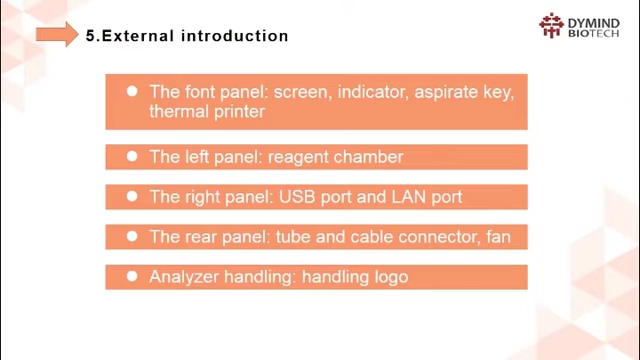 5.External introduction
DYMIND
BIOTECH
The font panel: screen, indicator, aspirate key,
thermal printer
The left panel: reagent chamber
The right panel: USB port and LAN port
The rear panel: tube and cable connector, fan
Analyzer handling: handling logo